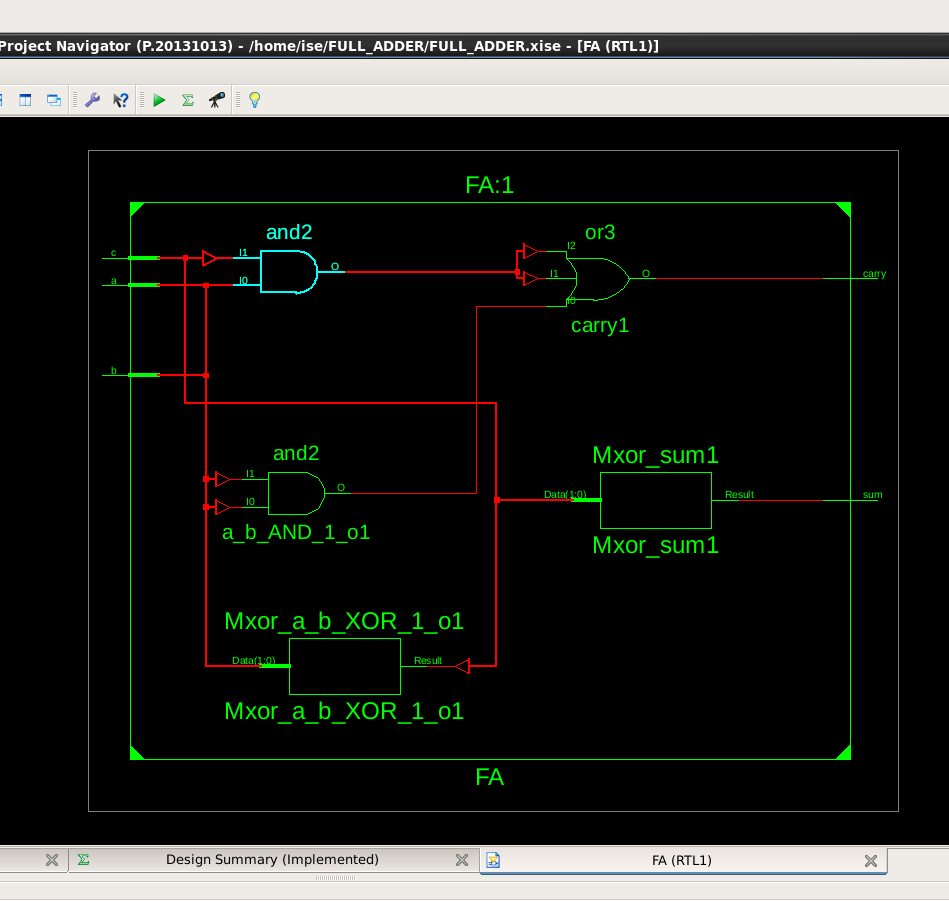 Project Navigator (P.20131013) - /home/ise/FULL_ADDER/FULL_ADDER.xise - [FA (RTL1)]
FA:1
and2
or3
c
I1
I2
O
I1
O
carry
a
I0
I0
carry1
b
and2
Mxor_sum1
I1
O
Data(1:0)
Result
sum
I0
a_b_AND_1_o1
Mxor_sum1
Mxor_a_b_XOR_1_o1
Data(1:0)
Result
Mxor_a_b_XOR_1_o1
FA
Design Summary (Implemented)
FA (RTL1)